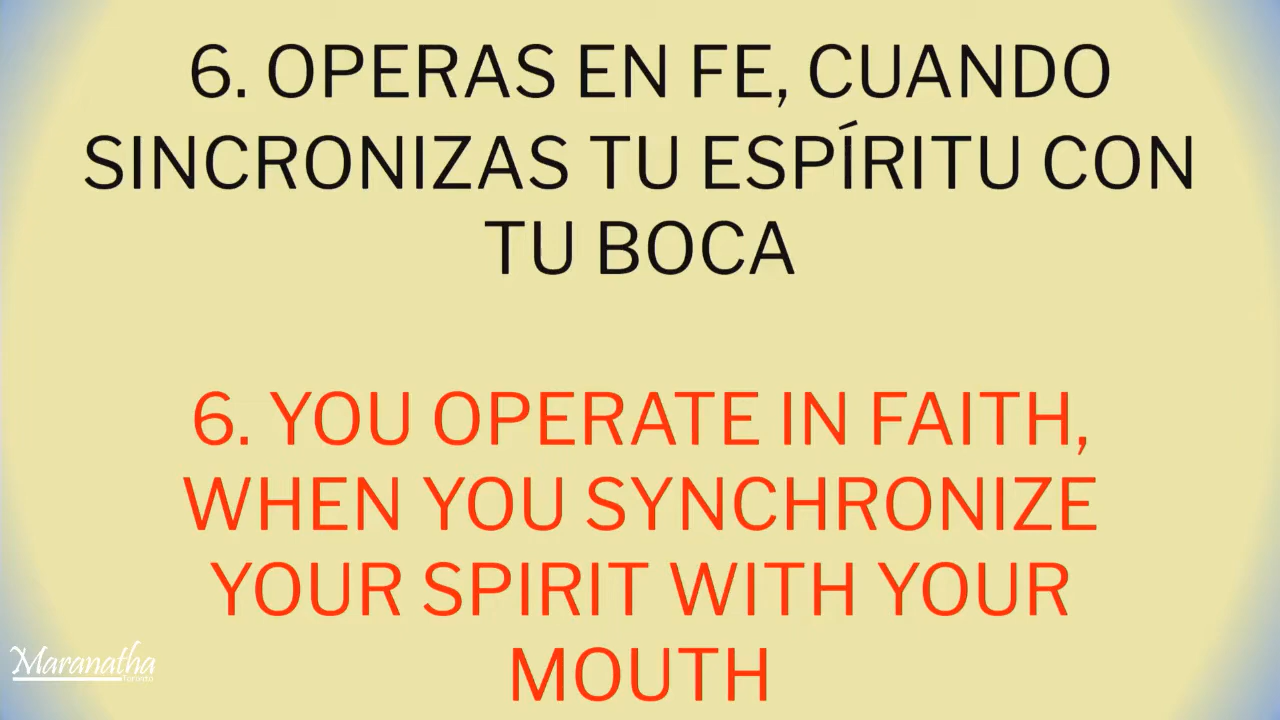 6. OPERAS EN FE, CUANDO
SINCRONIZAS TU ESPÍRITU CON
TU BOCA
6. YOU OPERATE IN FAITH,
WHEN YOU SYNCHRONIZE
YOUR SPIRIT WITH YOUR
MOUTH
Maranatha
Toronto